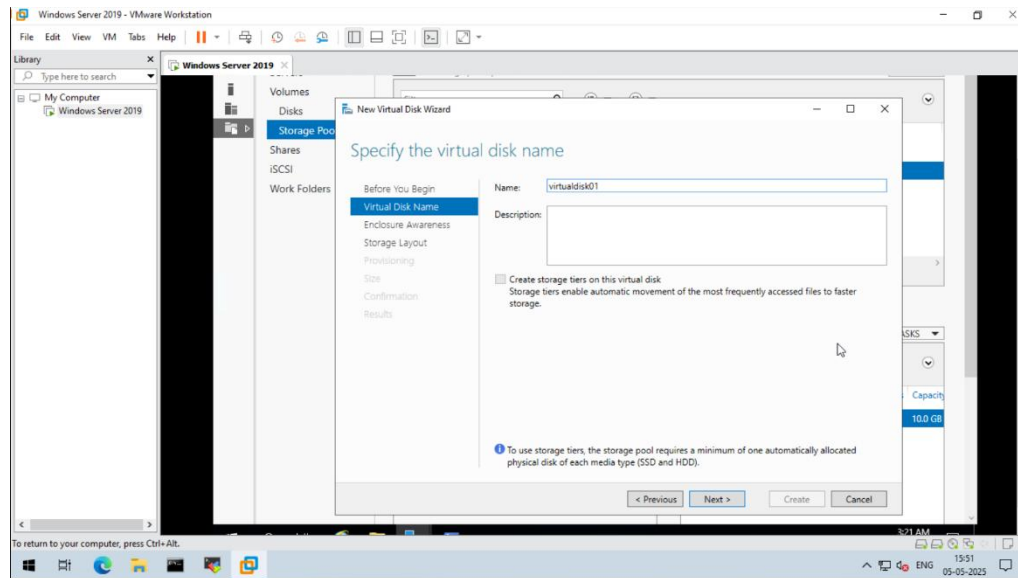 Windows Server 2019 - VMware Workstation
File Edit View VM Tabs Help
Library
Type here to search
My Computer
Windows Server 2019
Windows Server 2019
Volumes
Disks
Storage Poo
Shares
iSCSI
Work Folders
New Virtual Disk Wizard
Specify the virtual disk name
Before You Begin
Virtual Disk Name
Enclosure Awareness
Storage Layout
Provisioning
Size
Confirmation
Results
Name: virtualdisk01
Description:
Create storage tiers on this virtual disk
Storage tiers enable automatic movement of the most frequently accessed files to faster
storage.
To use storage tiers, the storage pool requires a minimum of one automatically allocated
physical disk of each media type (SSD and HDD).
< Previous Next > Create Cancel
ASKS
Capacity
10.0 GB
3:21 AM
To return to your computer, press Ctrl+Alt.
ENG
15:51
05-05-2025